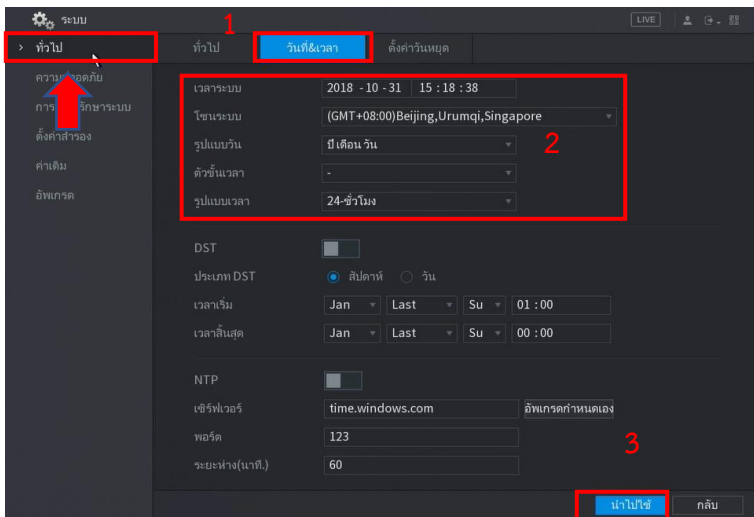 ระบบ
LIVE
1
> ทั่วไป
ทั่วไป วันที่&เวลา ตั้งค่าวันหยุด
ตั้งค่าสำรอง
ค่าเดิม
อัพเกรด
2
เวลาระบบ 2018 - 10 - 31 15 : 18 : 38
โซนระบบ (GMT+08:00)Beijing,Urumqi,Singapore
รูปแบบวัน ปี เดือน วัน
ตัวขั้นเวลา -
รูปแบบเวลา 24-ชั่วโมง
DST
ประเภท DST สัปดาห์ วัน
เวลาเริ่ม Jan Last Su 01 : 00
เวลาสิ้นสุด Jan Last Su 00 : 00
NTP
เซิร์ฟเวอร์ time.windows.com อัพเกรดกำหนดเอง
พอร์ต 123
ระยะห่าง(นาที.) 60
3
นำไปใช้ กลับ